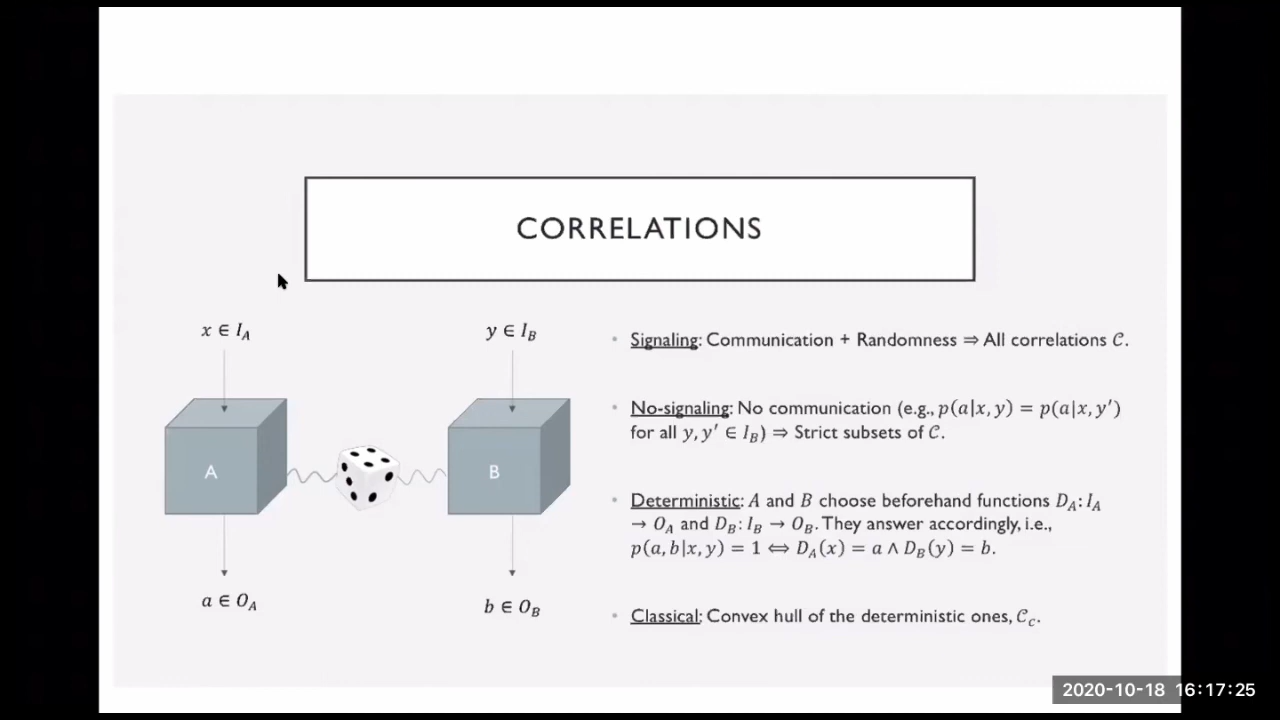 CORRELATIONS
x ∈ I_A
y ∈ I_B
A
B
a ∈ O_A
b ∈ O_B
• Signaling: Communication + Randomness ⇒ All correlations 𝒞.
• No-signaling: No communication (e.g., p(a|x, y) = p(a|x, y′)
for all y, y′ ∈ I_B) ⇒ Strict subsets of 𝒞.
• Deterministic: A and B choose beforehand functions D_A: I_A
→ O_A and D_B: I_B → O_B. They answer accordingly, i.e.,
p(a, b|x, y) = 1 ⟺ D_A(x) = a ∧ D_B(y) = b.
• Classical: Convex hull of the deterministic ones, 𝒞_c.
2020-10-18 16:17:25